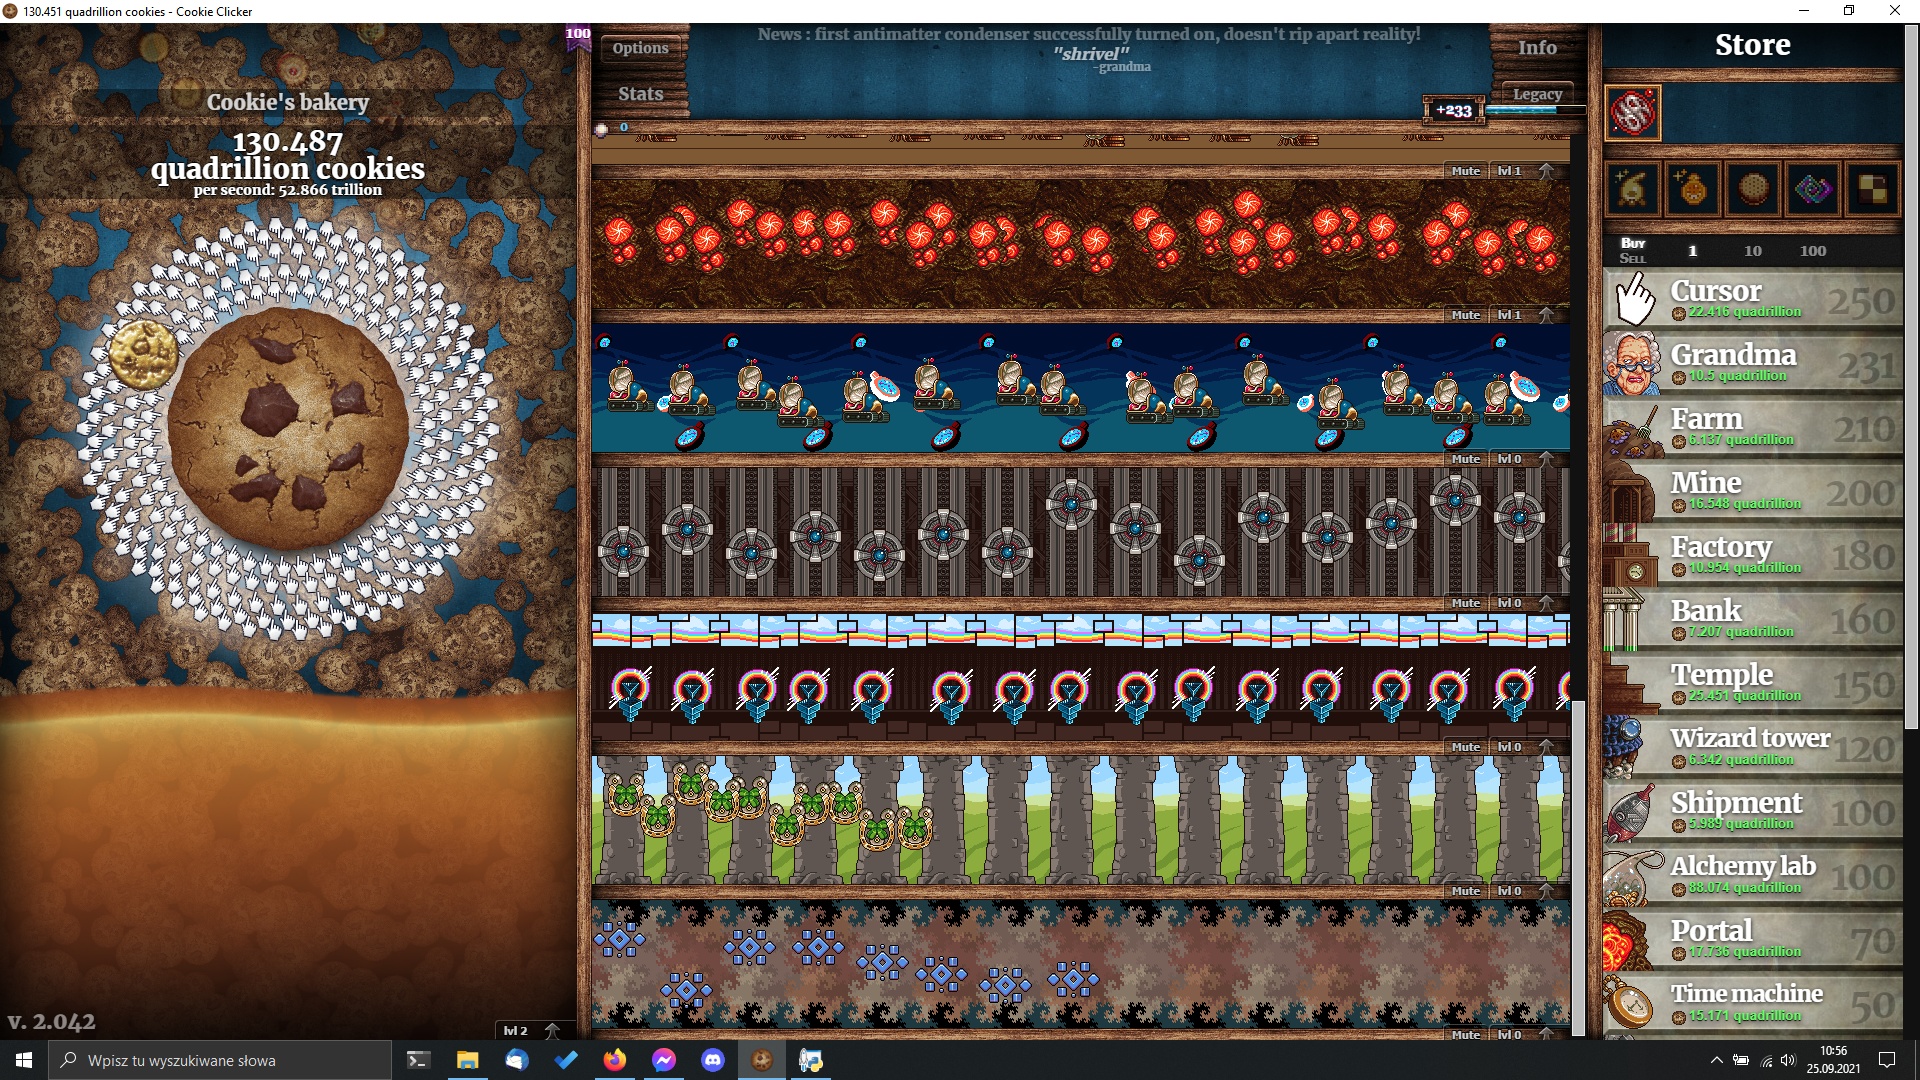 130.451 quadrillion cookies - Cookie Clicker
100
Options
Stats
News : first antimatter condenser successfully turned on, doesn't rip apart reality!
"shrivel"
-grandma
Info
Legacy
+233
0
Cookie's bakery
130.487
quadrillion cookies
per second: 52.866 trillion
Mute lvl 1
Mute lvl 1
Mute lvl 0
Mute lvl 0
Mute lvl 0
Mute lvl 0
Mute lvl 0
v. 2.042
lvl 2
Store
Buy
Sell
1 10 100
Cursor
22.416 quadrillion
250
Grandma
10.5 quadrillion
231
Farm
6.137 quadrillion
210
Mine
16.548 quadrillion
200
Factory
10.954 quadrillion
180
Bank
7.207 quadrillion
160
Temple
25.451 quadrillion
150
Wizard tower
6.342 quadrillion
120
Shipment
5.989 quadrillion
100
Alchemy lab
88.074 quadrillion
100
Portal
17.736 quadrillion
70
Time machine
15.171 quadrillion
50
Wpisz tu wyszukiwane słowa
10:56
25.09.2021